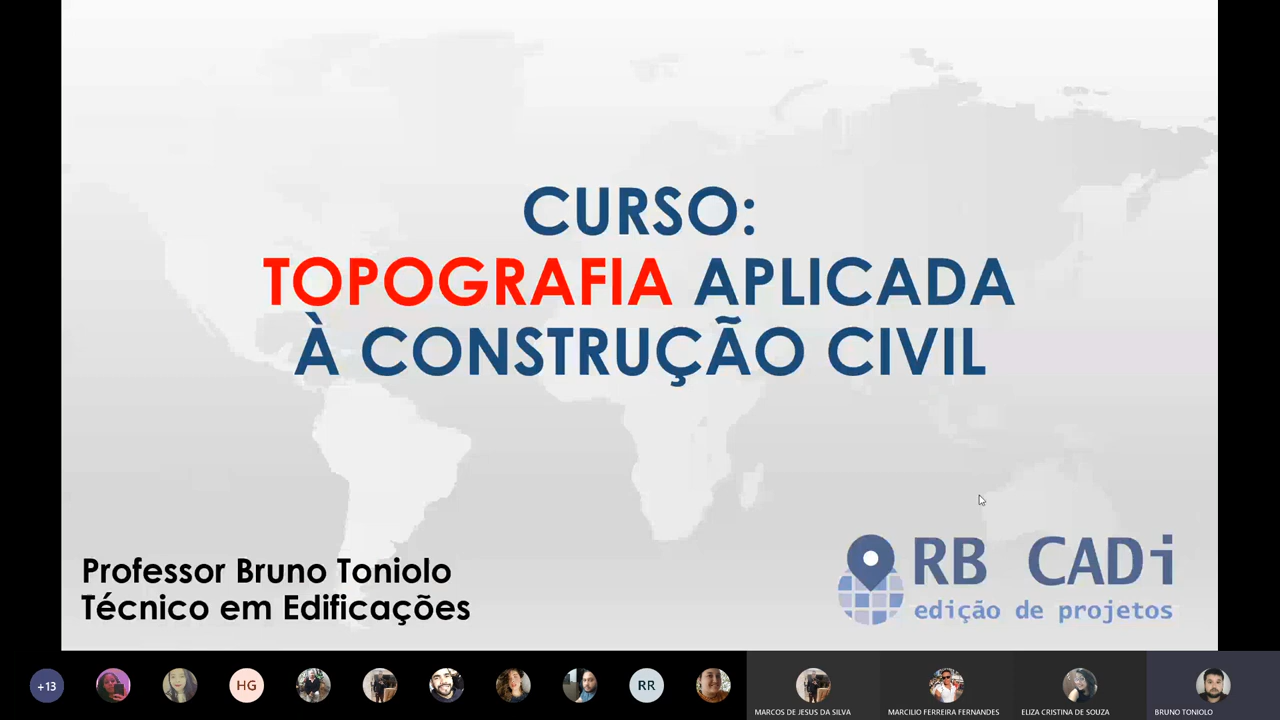 CURSO:
TOPOGRAFIA APLICADA
À CONSTRUÇÃO CIVIL
Professor Bruno Toniolo
Técnico em Edificações
RB CADi
edição de projetos
+13
HG
RR
MARCOS DE JESUS DA SILVA
MARCILIO FERREIRA FERNANDES
ELIZA CRISTINA DE SOUZA
BRUNO TONIOLO